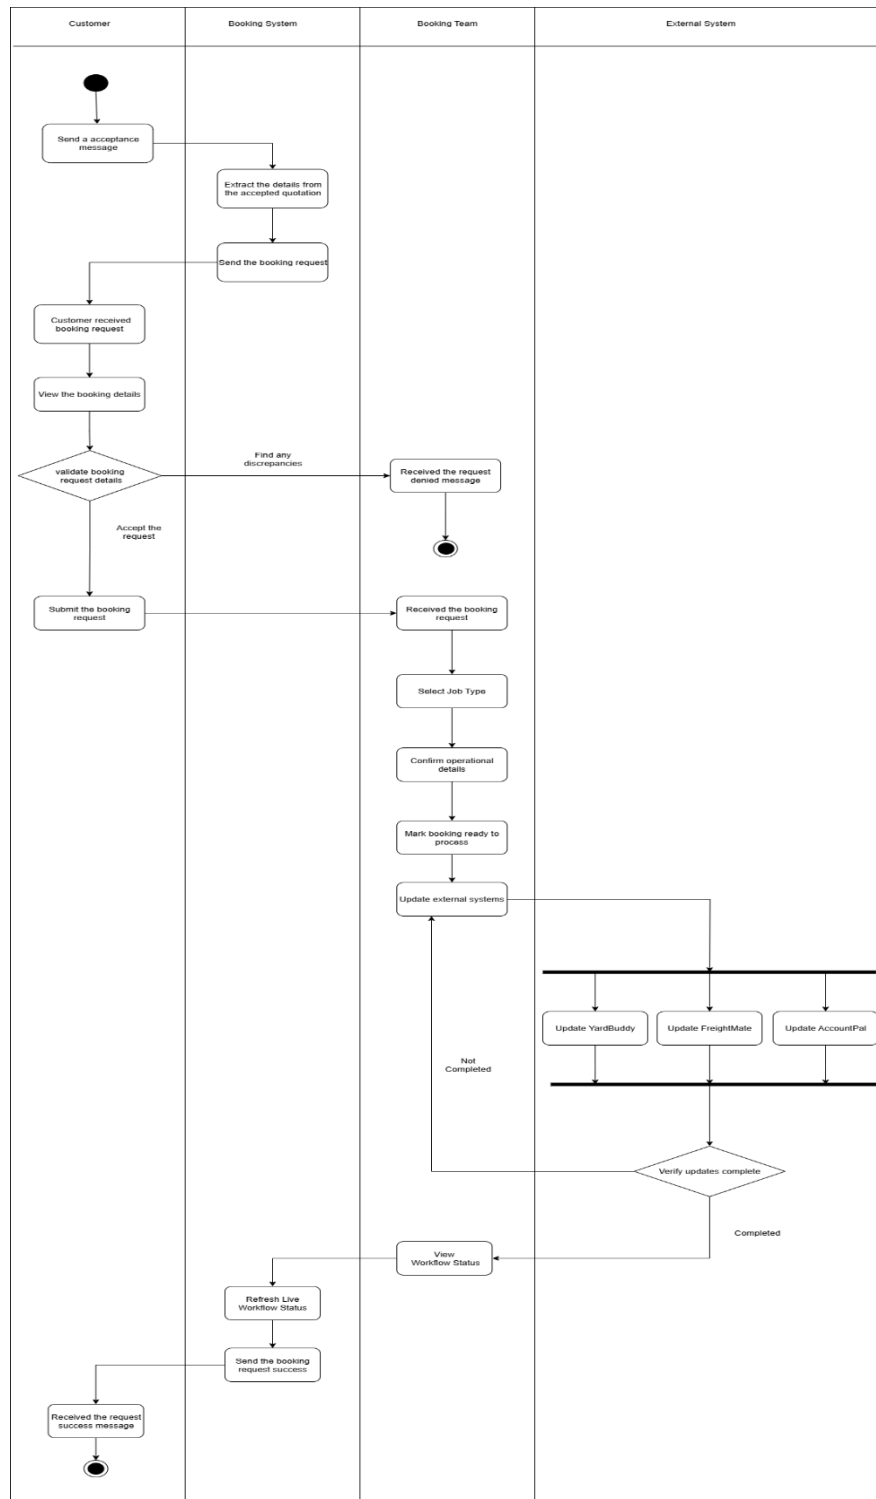 Customer
Booking System
Booking Team
External System
Send a acceptance
message
Extract the details from
the accepted quotation
Send the booking request
Customer received
booking request
View the booking details
validate booking
request details
Find any
discrepancies
Received the request
denied message
Accept the
request
Submit the booking
request
Received the booking
request
Select Job Type
Confirm operational
details
Mark booking ready to
process
Update external systems
Update YardBuddy
Update FreightMate
Update AccountPal
Not
Completed
Verify updates complete
Completed
View
Workflow Status
Refresh Live
Workflow Status
Send the booking
request success
Received the request
success message